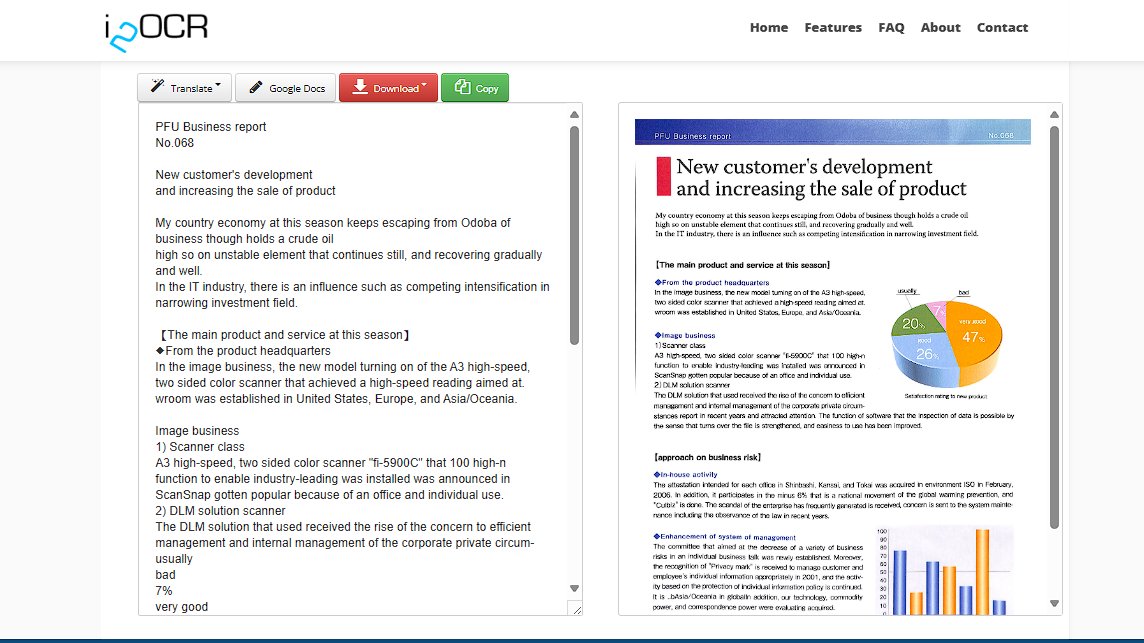 i2OCR
Home Features FAQ About Contact
Translate Google Docs Download Copy
PFU Business report
No.068
New customer's development
and increasing the sale of product
My country economy at this season keeps escaping from Odoba of
business though holds a crude oil
high so on unstable element that continues still, and recovering gradually
and well.
In the IT industry, there is an influence such as competing intensification in
narrowing investment field.
【The main product and service at this season】
◆From the product headquarters
In the image business, the new model turning on of the A3 high-speed,
two sided color scanner that achieved a high-speed reading aimed at.
wroom was established in United States, Europe, and Asia/Oceania.
Image business
1) Scanner class
A3 high-speed, two sided color scanner "fi-5900C" that 100 high-n
function to enable industry-leading was installed was announced in
ScanSnap gotten popular because of an office and individual use.
2) DLM solution scanner
The DLM solution that used received the rise of the concern to efficient
management and internal management of the corporate private circum-
usually
bad
7%
very good
PFU Business report No.068
New customer's development
and increasing the sale of product
My country economy at this season keeps escaping from Odoba of business though holds a crude oil
high so on unstable element that continues still, and recovering gradually and well.
In the IT industry, there is an influence such as competing intensification in narrowing investment field.
[The main product and service at this season]
◆From the product headquarters
In the image business, the new model turning on of the A3 high-speed,
two sided color scanner that achieved a high-speed reading aimed at.
wroom was established in United States, Europe, and Asia/Oceania.
◆Image business
1)Scanner class
A3 high-speed, two sided color scanner "fi-5900C" that 100 high-n
function to enable industry-leading was installed was announced in
ScanSnap gotten popular because of an office and individual use.
2) DLM solution scanner
The DLM solution that used received the rise of the concern to efficient
management and internal management of the corporate private circum-
stances report in recent years and attracted attention. The function of software that the inspection of data is possible by
the sense that turns over the file is strengthened, and easiness to use has been improved.
usually
bad
7%
very good
47%
20%
good
26%
Satisfaction rating to new product
[approach on business risk]
◆In-house activity
The attestation intended for each office in Shinbashi, Kansai, and Tokai was acquired in environment ISO in February,
2006. In addition, it participates in the minus 6% that is a national movement of the global warming prevention, and
"Culbiz" is done. The scandal of the enterprise has frequently generated is received, concern is sent to the system mainte-
nance including the observance of the law in recent years.
◆Enhancement of system of management
The committee that aimed at the decrease of a variety of business
risks in an individual business talk was newly established. Moreover,
the recognition of "Privacy mark" is received to manage customer and
employee's individual information appropriately in 2001, and the activ-
ity based on the protection of individual information policy is continued.
It is ..bAsia/Oceania in globalin addition, our technology, commodity
power, and correspondence power were evaluating acquired.
100
90
80
70
60
50
40
30
20
10